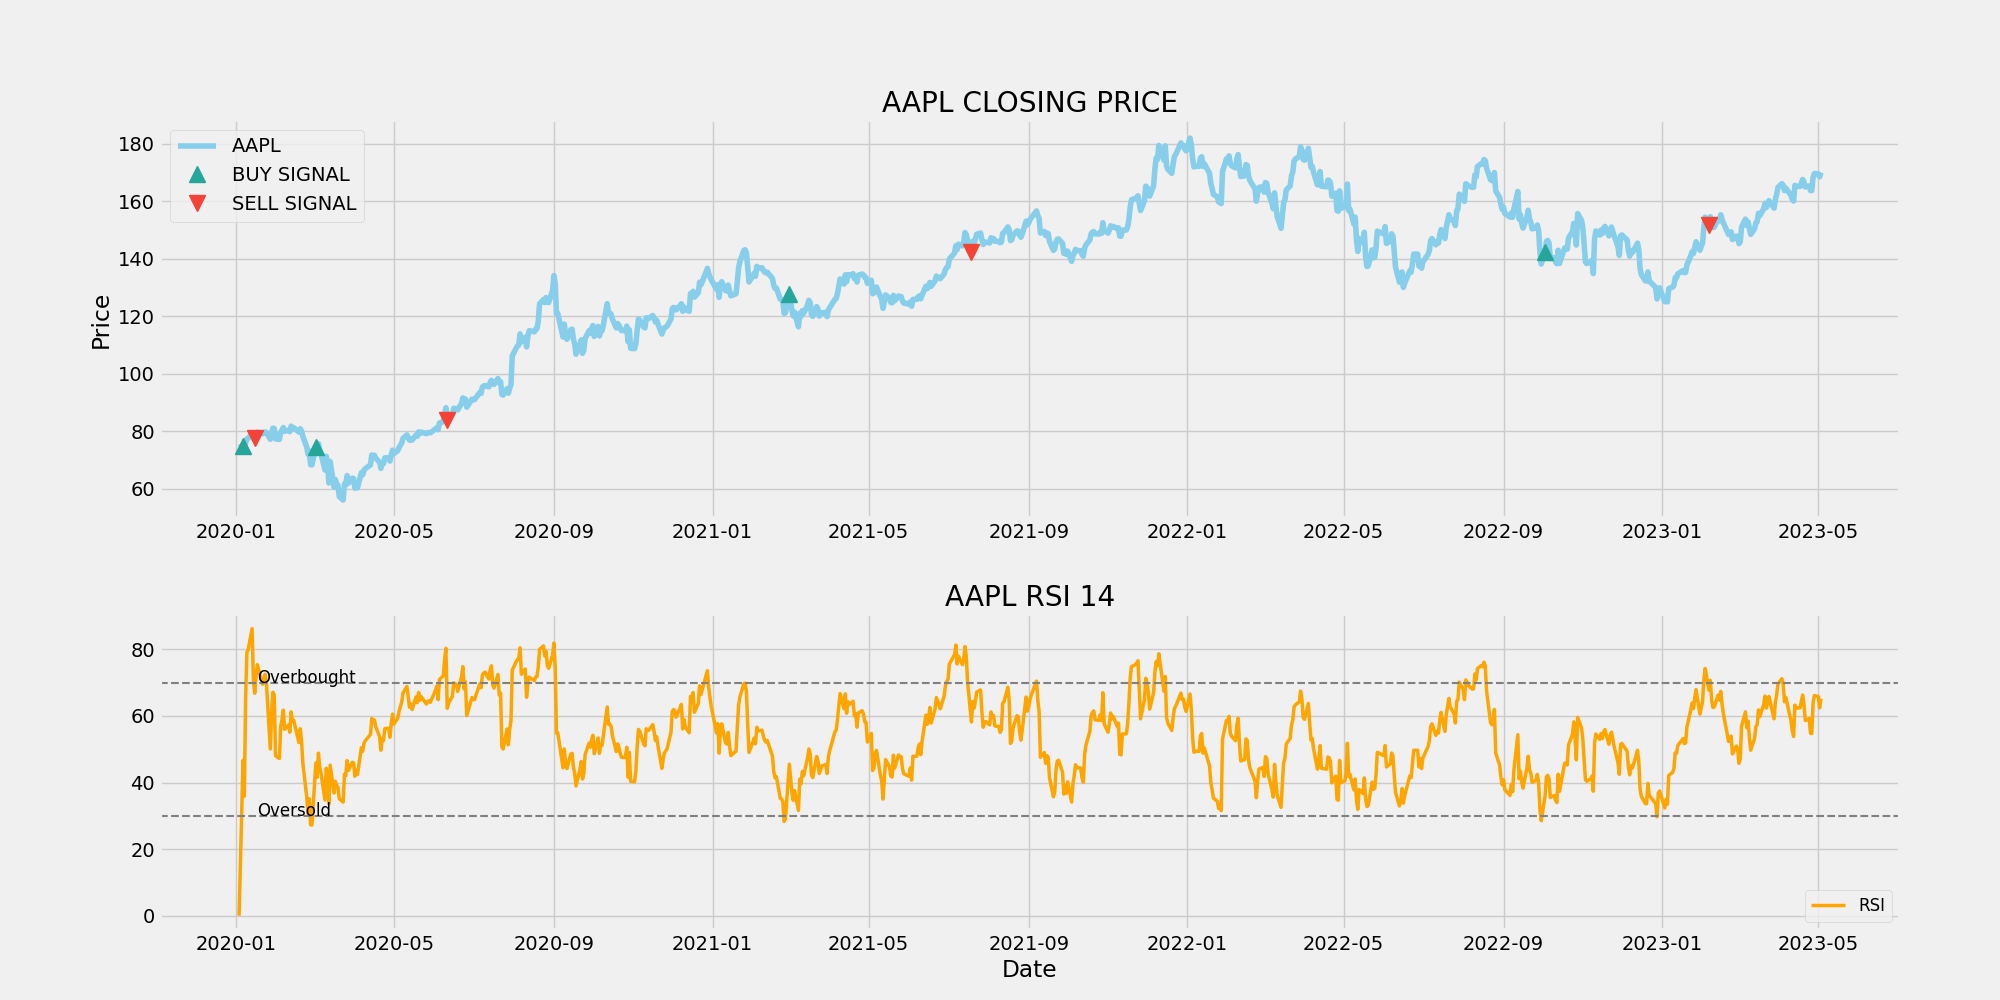 AAPL CLOSING PRICE
AAPL
BUY SIGNAL
SELL SIGNAL
Price
180
160
140
120
100
80
60
2020-01 2020-05 2020-09 2021-01 2021-05 2021-09 2022-01 2022-05 2022-09 2023-01 2023-05
AAPL RSI 14
80
60
40
20
0
Overbought
Oversold
RSI
2020-01 2020-05 2020-09 2021-01 2021-05 2021-09 2022-01 2022-05 2022-09 2023-01 2023-05
Date